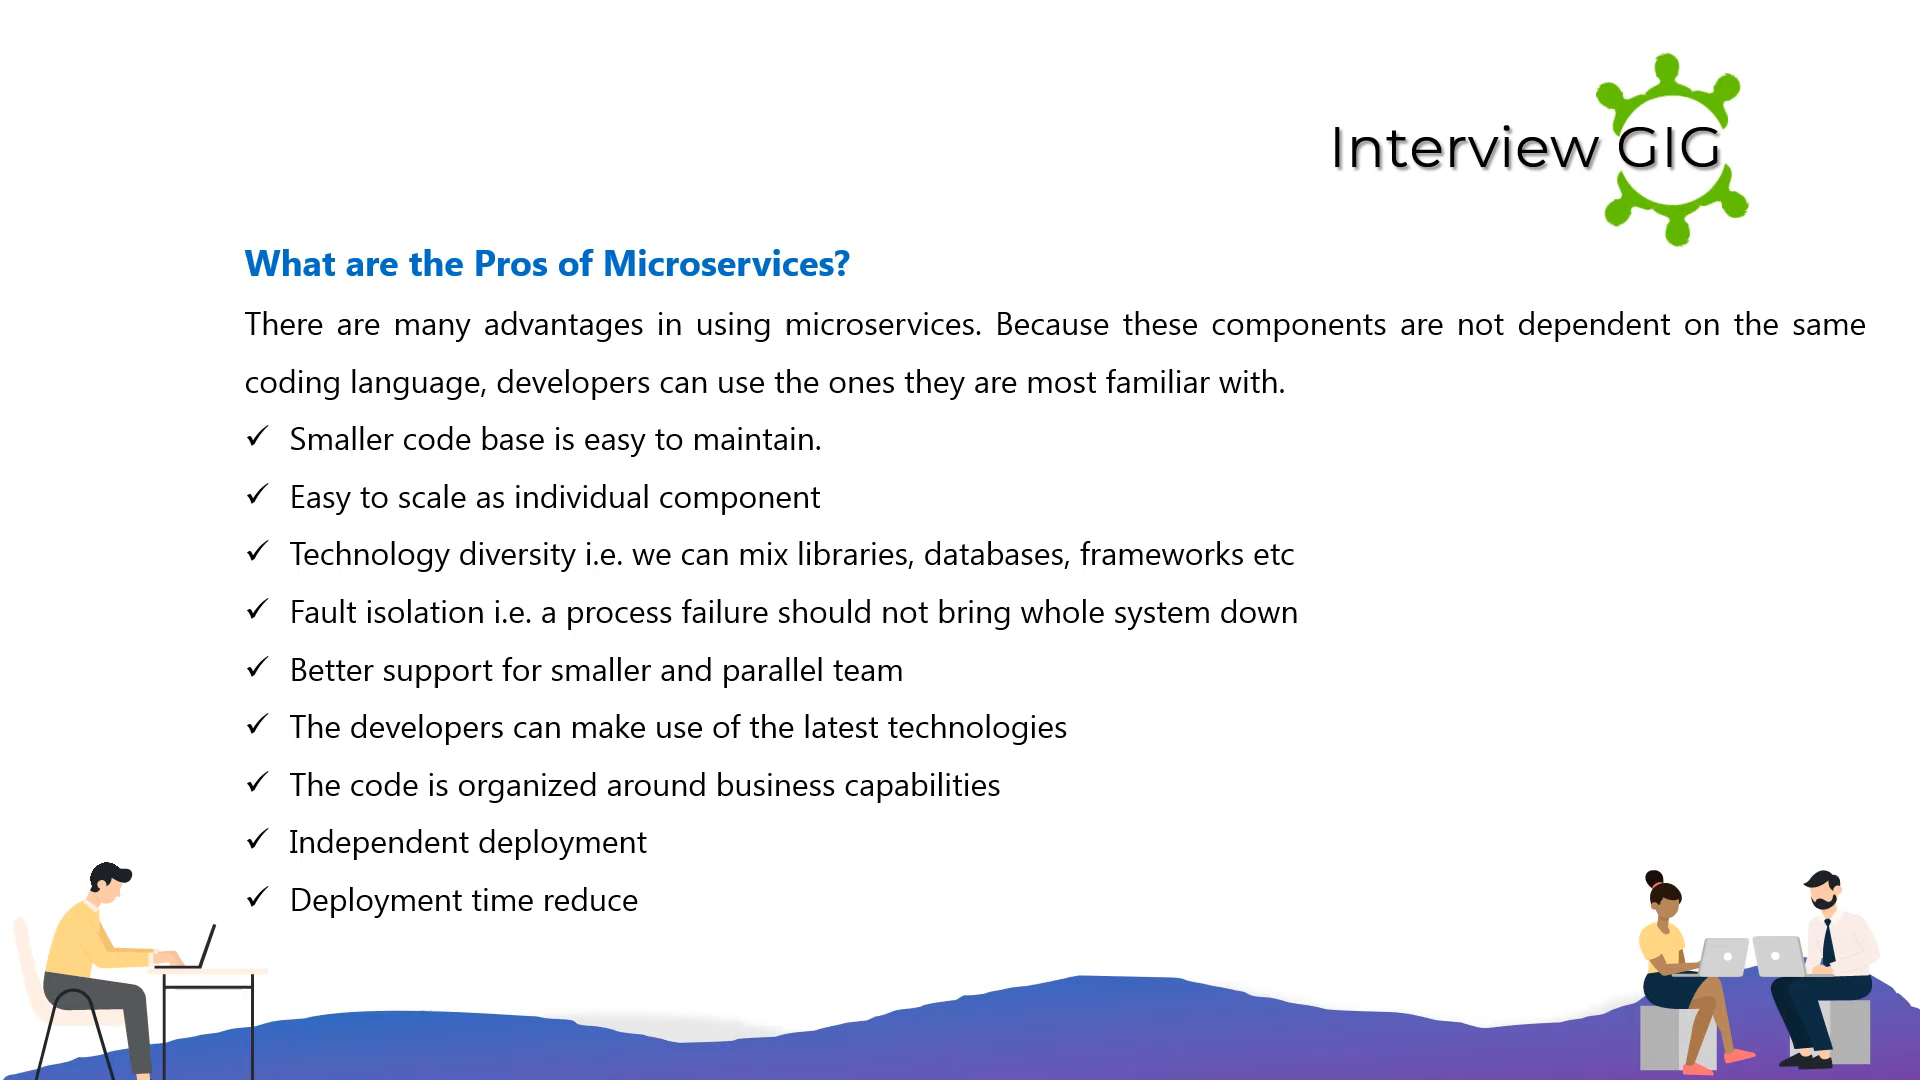 Interview GIG
What are the Pros of Microservices?
There are many advantages in using microservices. Because these components are not dependent on the same
coding language, developers can use the ones they are most familiar with.
✓ Smaller code base is easy to maintain.
✓ Easy to scale as individual component
✓ Technology diversity i.e. we can mix libraries, databases, frameworks etc
✓ Fault isolation i.e. a process failure should not bring whole system down
✓ Better support for smaller and parallel team
✓ The developers can make use of the latest technologies
✓ The code is organized around business capabilities
✓ Independent deployment
✓ Deployment time reduce